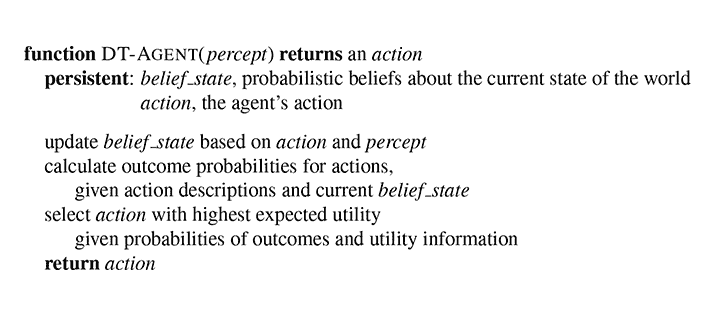 function DT-AGENT(percept) returns an action
persistent: belief_state, probabilistic beliefs about the current state of the world
action, the agent's action
update belief_state based on action and percept
calculate outcome probabilities for actions,
given action descriptions and current belief_state
select action with highest expected utility
given probabilities of outcomes and utility information
return action